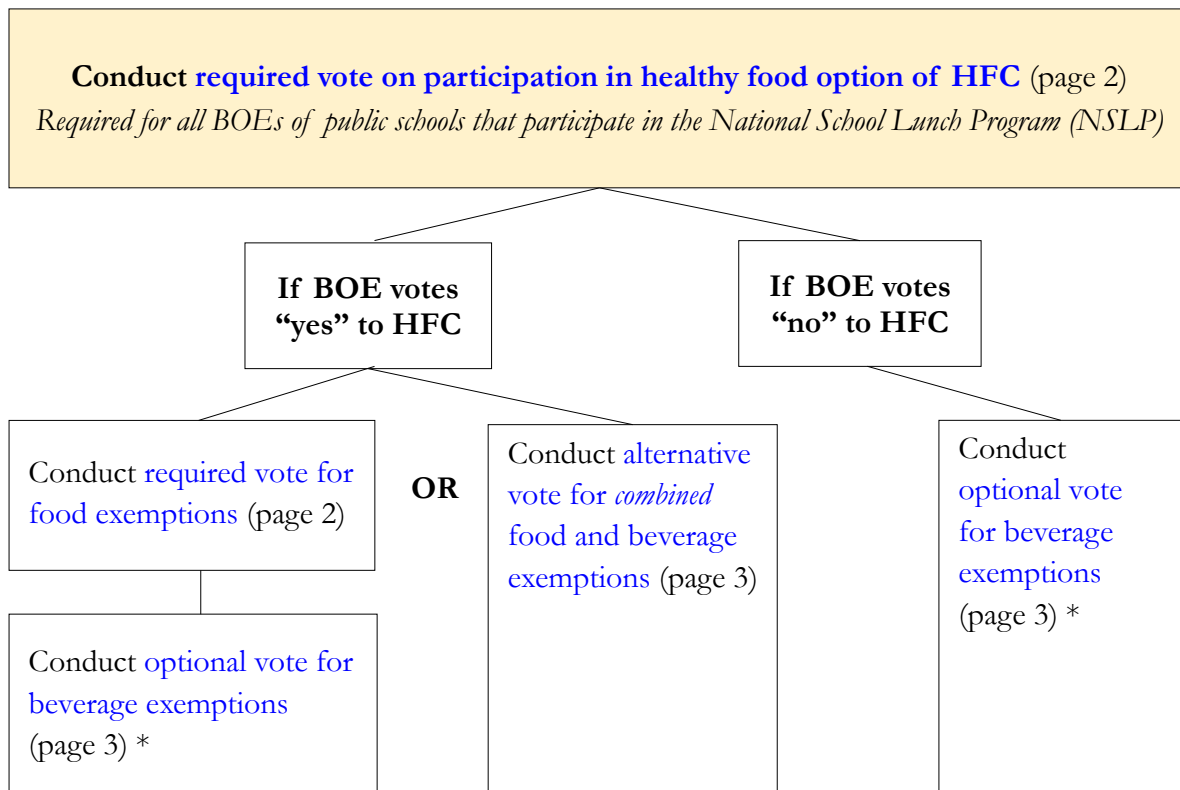 Conduct required vote on participation in healthy food option of HFC (page 2)
Required for all BOEs of public schools that participate in the National School Lunch Program (NSLP)
If BOE votes
“yes” to HFC
If BOE votes
“no” to HFC
Conduct required vote for
food exemptions (page 2)
OR
Conduct alternative
vote for combined
food and beverage
exemptions (page 3)
Conduct
optional vote
for beverage
exemptions
(page 3) *
Conduct optional vote for
beverage exemptions
(page 3) *